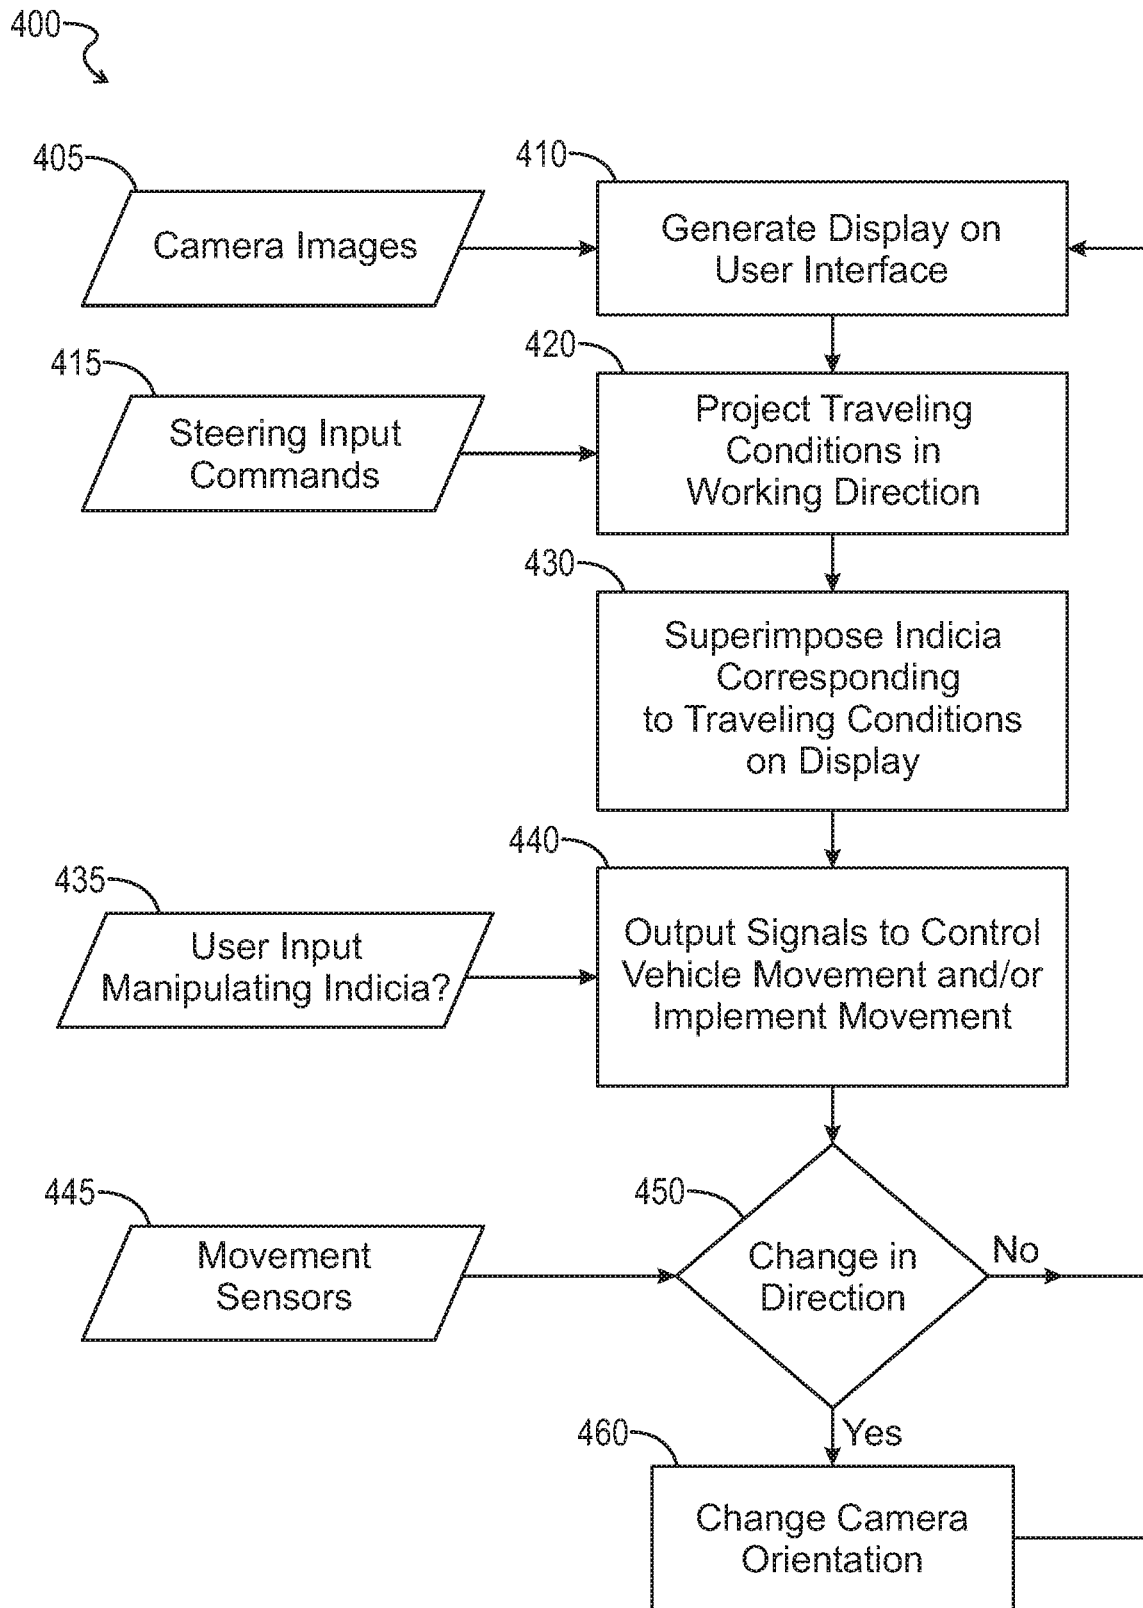 400
405
Camera Images
410
Generate Display on
User Interface
415
Steering Input
Commands
420
Project Traveling
Conditions in
Working Direction
430
Superimpose Indicia
Corresponding
to Traveling Conditions
on Display
435
User Input
Manipulating Indicia?
440
Output Signals to Control
Vehicle Movement and/or
Implement Movement
445
Movement
Sensors
450
Change in
Direction
No
Yes
460
Change Camera
Orientation